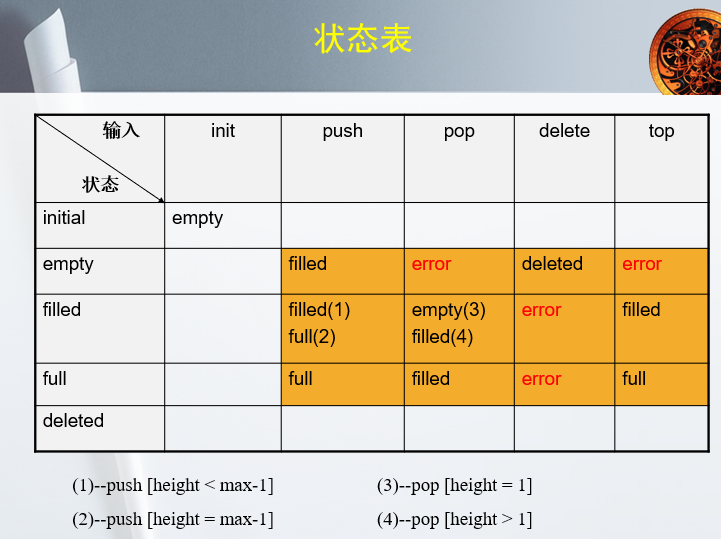 状态表
输入 init push pop delete top
状态
initial empty
empty filled error deleted error
filled filled(1) empty(3) error filled
full(2) filled(4)
full full filled error full
deleted
(1)--push [height < max-1] (3)--pop [height = 1]
(2)--push [height = max-1] (4)--pop [height > 1]